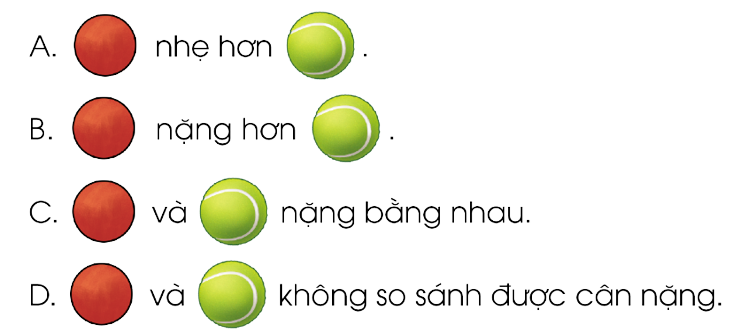 A. nhẹ hơn .
B. nặng hơn .
C. và nặng bằng nhau.
D. và không so sánh được cân nặng.